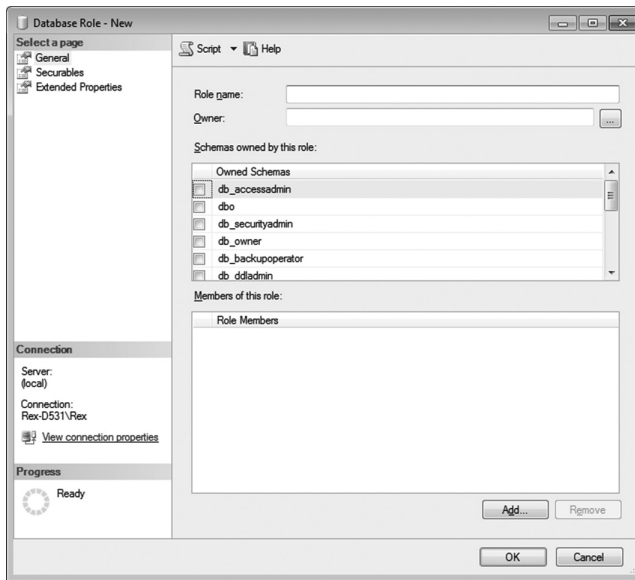 Database Role - New
Select a page
General
Securables
Extended Properties
Script Help
Role name:
Owner:
...
Schemas owned by this role:
Owned Schemas
db_accessadmin
dbo
db_securityadmin
db_owner
db_backupoperator
db_ddladmin
Members of this role:
Role Members
Connection
Server:
(local)
Connection:
Rex-D531\Rex
View connection properties
Progress
Ready
Add... Remove
OK Cancel